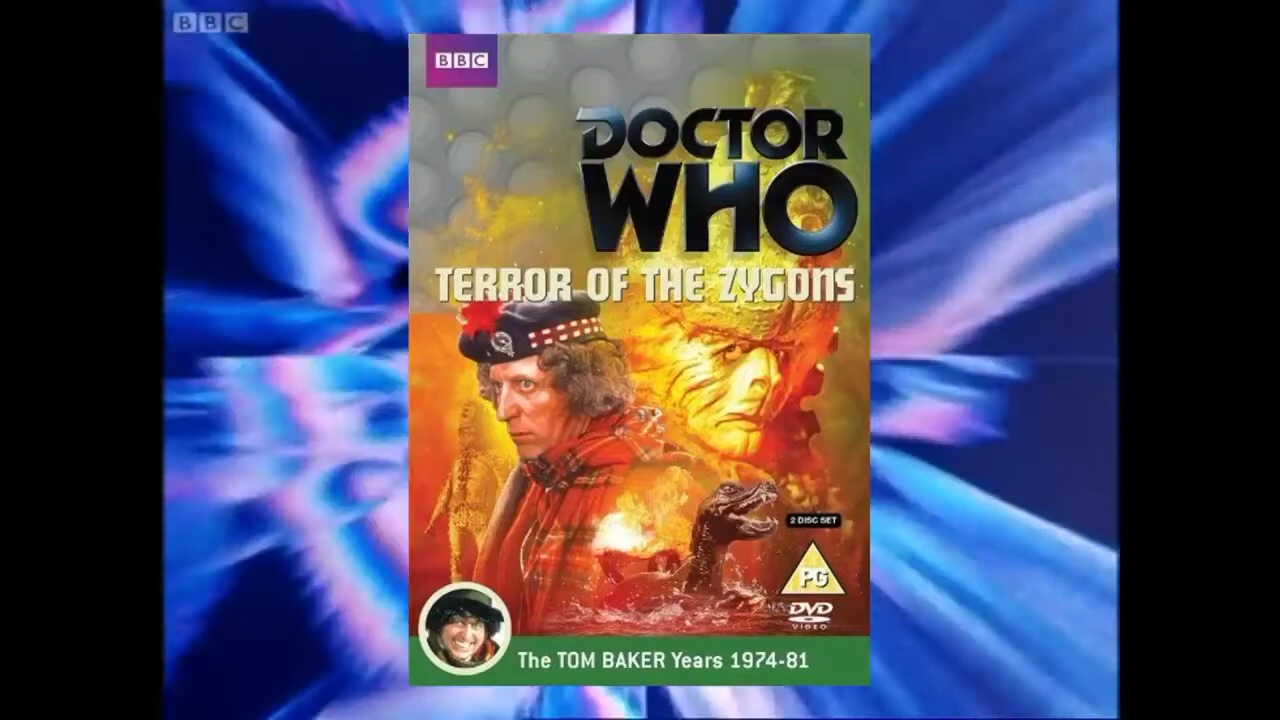 BBC
BBC
DOCTOR
WHO
TERROR OF THE ZYGONS
2 DISC SET
PG
DVD
VIDEO
The TOM BAKER Years 1974-81